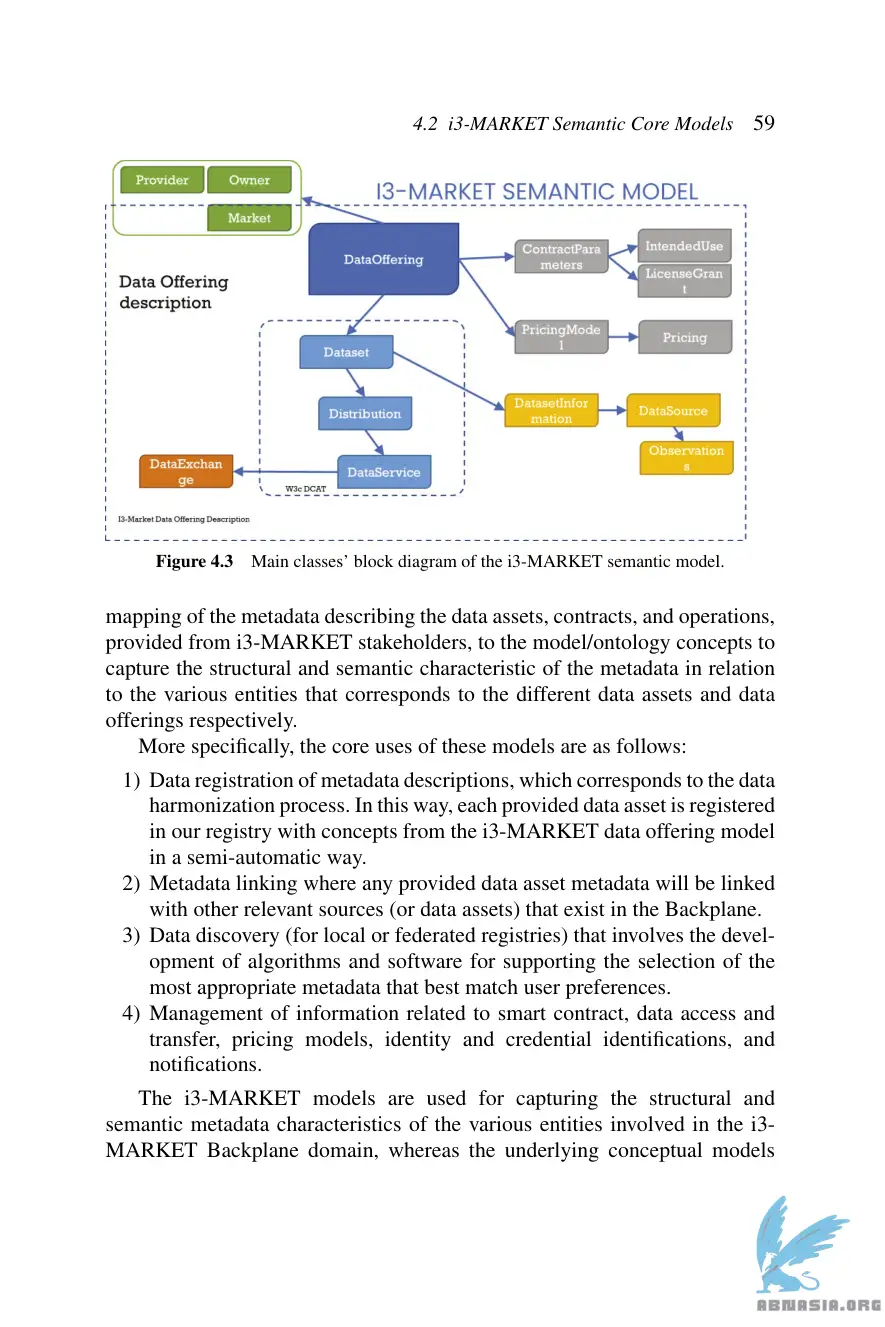 4.2 i3-MARKET Semantic Core Models 59
Provider
Owner
Market
I3-MARKET SEMANTIC MODEL
Data Offering
description
DataOffering
ContractPara
meters
IntendedUse
LicenseGran
t
PricingMode
l
Pricing
Dataset
Distribution
DataService
W3c DCAT
DatasetInfor
mation
DataSource
Observation
s
DataExchan
ge
I3-Market Data Offering Description
Figure 4.3 Main classes’ block diagram of the i3-MARKET semantic model.
mapping of the metadata describing the data assets, contracts, and operations,
provided from i3-MARKET stakeholders, to the model/ontology concepts to
capture the structural and semantic characteristic of the metadata in relation
to the various entities that corresponds to the different data assets and data
offerings respectively.
More specifically, the core uses of these models are as follows:
1) Data registration of metadata descriptions, which corresponds to the data
harmonization process. In this way, each provided data asset is registered
in our registry with concepts from the i3-MARKET data offering model
in a semi-automatic way.
2) Metadata linking where any provided data asset metadata will be linked
with other relevant sources (or data assets) that exist in the Backplane.
3) Data discovery (for local or federated registries) that involves the devel-
opment of algorithms and software for supporting the selection of the
most appropriate metadata that best match user preferences.
4) Management of information related to smart contract, data access and
transfer, pricing models, identity and credential identifications, and
notifications.
The i3-MARKET models are used for capturing the structural and
semantic metadata characteristics of the various entities involved in the i3-
MARKET Backplane domain, whereas the underlying conceptual models
ABNASIA.ORG